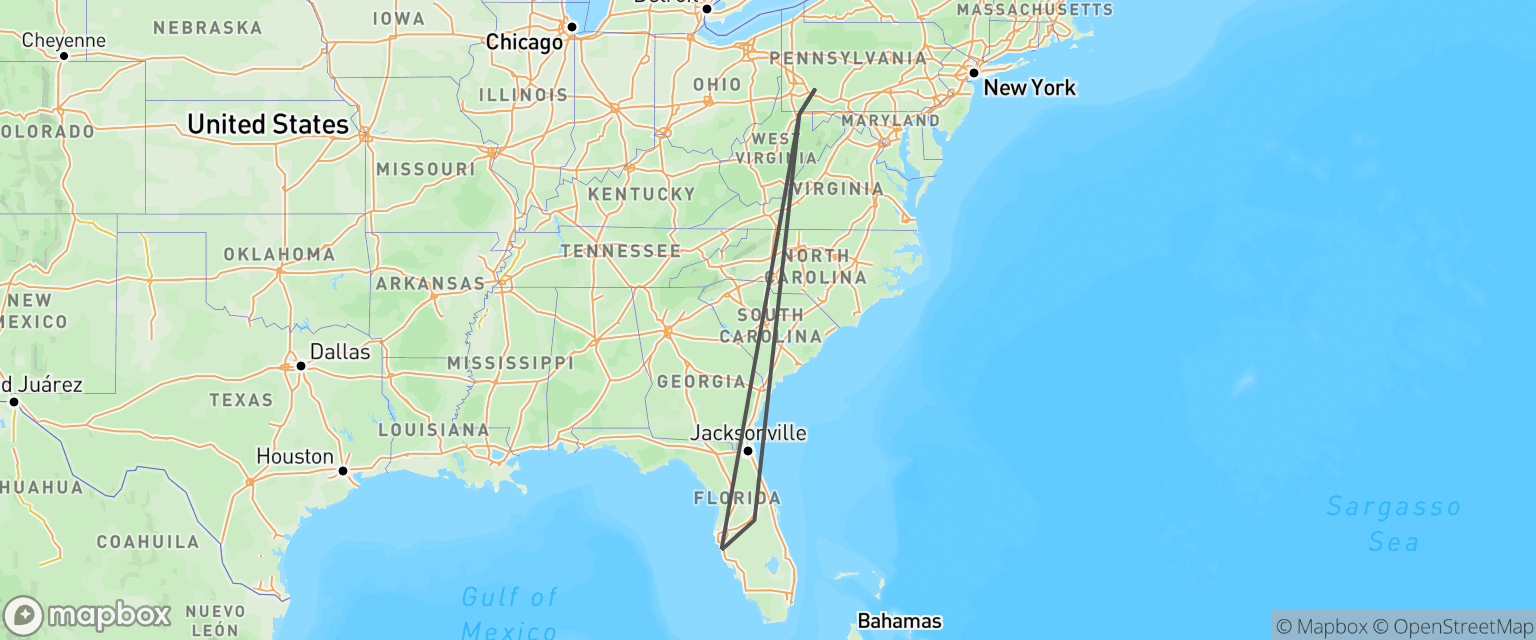 Detroit
MASSACHUSETTS
IOWA
NEBRASKA
Cheyenne
Chicago
PENNSYLVANIA
OHIO
ILLINOIS
New York
United States
COLORADO
MARYLAND
WEST
VIRGINIA
MISSOURI
KENTUCKY
VIRGINIA
TENNESSEE
OKLAHOMA
NORTH
CAROLINA
ARKANSAS
NEW
MEXICO
SOUTH
CAROLINA
Dallas
MISSISSIPPI
GEORGIA
d Juárez
TEXAS
LOUISIANA
Jacksonville
Houston
HUAHUA
FLORIDA
Sargasso
Sea
COAHUILA
Gulf of
Mexico
NUEVO
LEÓN
Bahamas
mapbox
© Mapbox © OpenStreetMap